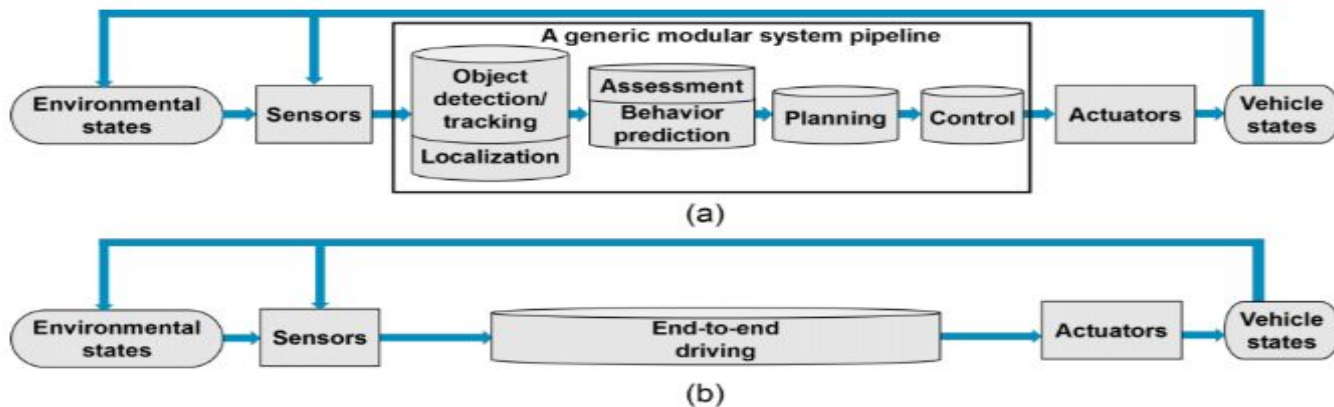 A generic modular system pipeline
Environmental
states
Sensors
Object
detection/
tracking
Localization
Assessment
Behavior
prediction
Planning
Control
Actuators
Vehicle
states
(a)
Environmental
states
Sensors
End-to-end
driving
Actuators
Vehicle
states
(b)